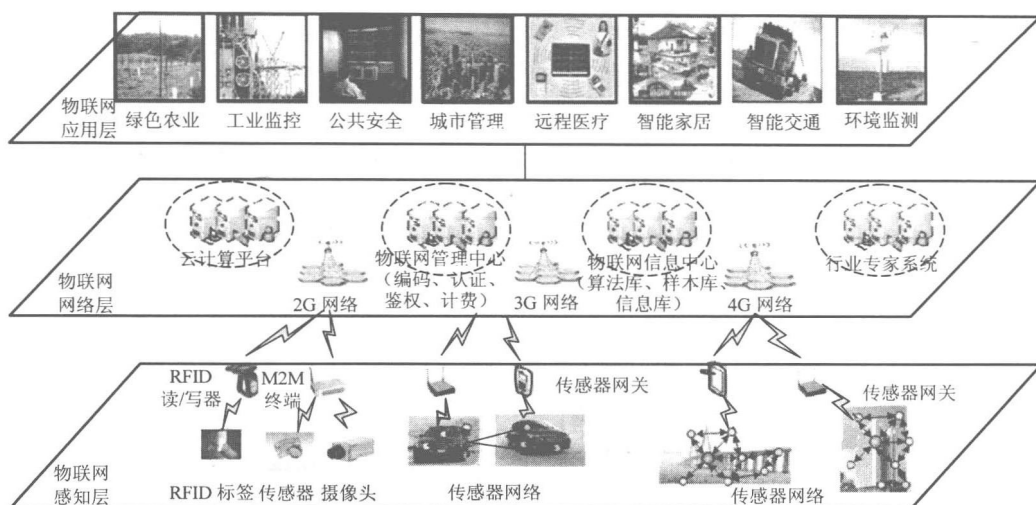 物联网
应用层
绿色农业 工业监控 公共安全 城市管理 远程医疗 智能家居 智能交通 环境监测
物联网
网络层
云计算平台
2G 网络
物联网管理中心
(编码、认证、
鉴权、计费)
3G 网络
物联网信息中心
(算法库、样本库、
信息库)
4G 网络
行业专家系统
物联网
感知层
RFID
读/写器
M2M
终端
传感器网关
传感器网关
RFID 标签 传感器 摄像头
传感器网络
传感器网络